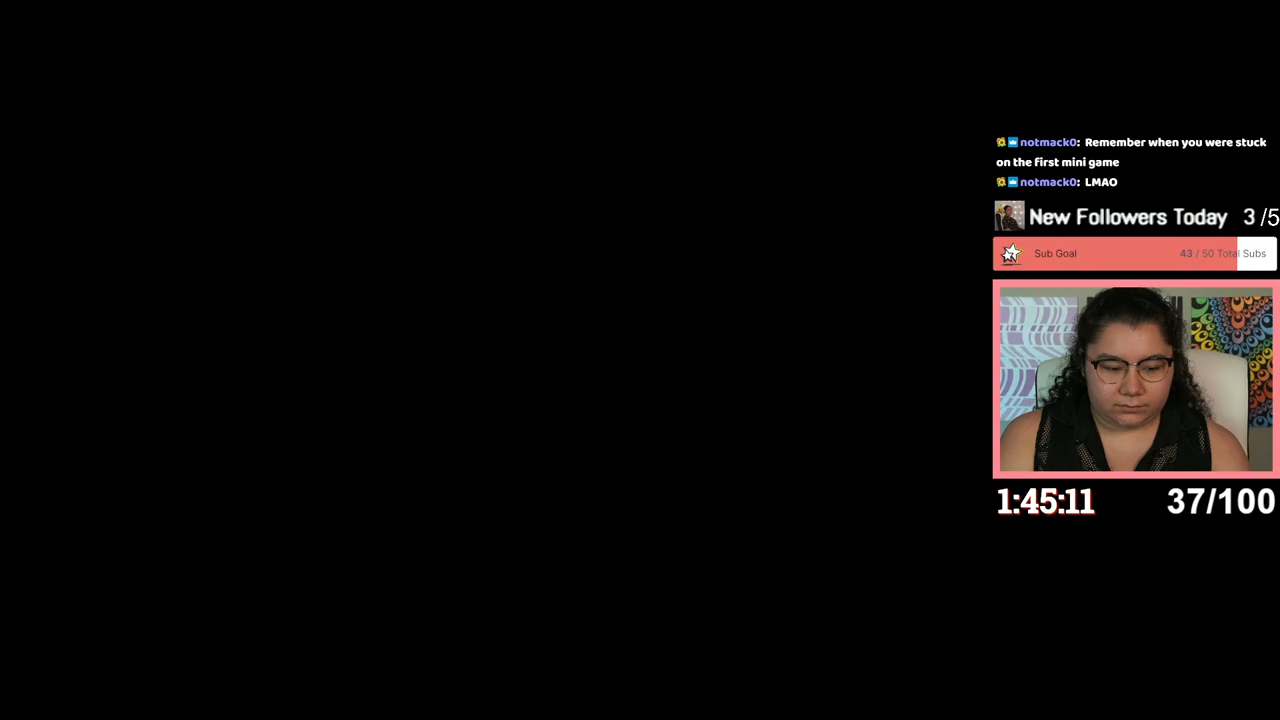 notmack0: Remember when you were stuck
on the first mini game
notmack0: LMAO
New Followers Today 3 /5
Sub Goal 43 / 50 Total Subs
1:45:11 37/100